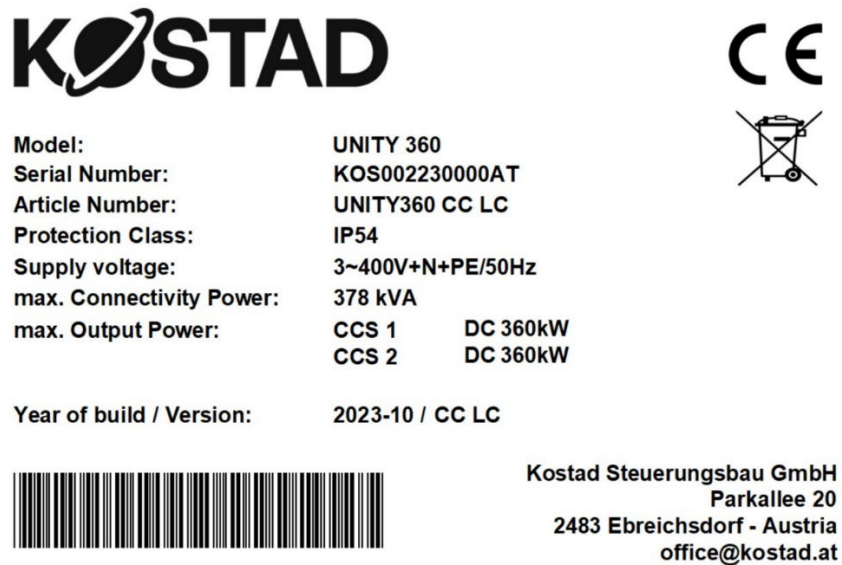 KOSTAD
CE
Model: UNITY 360
Serial Number: KOS002230000AT
Article Number: UNITY360 CC LC
Protection Class: IP54
Supply voltage: 3~400V+N+PE/50Hz
max. Connectivity Power: 378 kVA
max. Output Power: CCS 1 DC 360kW
CCS 2 DC 360kW
Year of build / Version: 2023-10 / CC LC
Kostad Steuerungsbau GmbH
Parkallee 20
2483 Ebreichsdorf - Austria
office@kostad.at